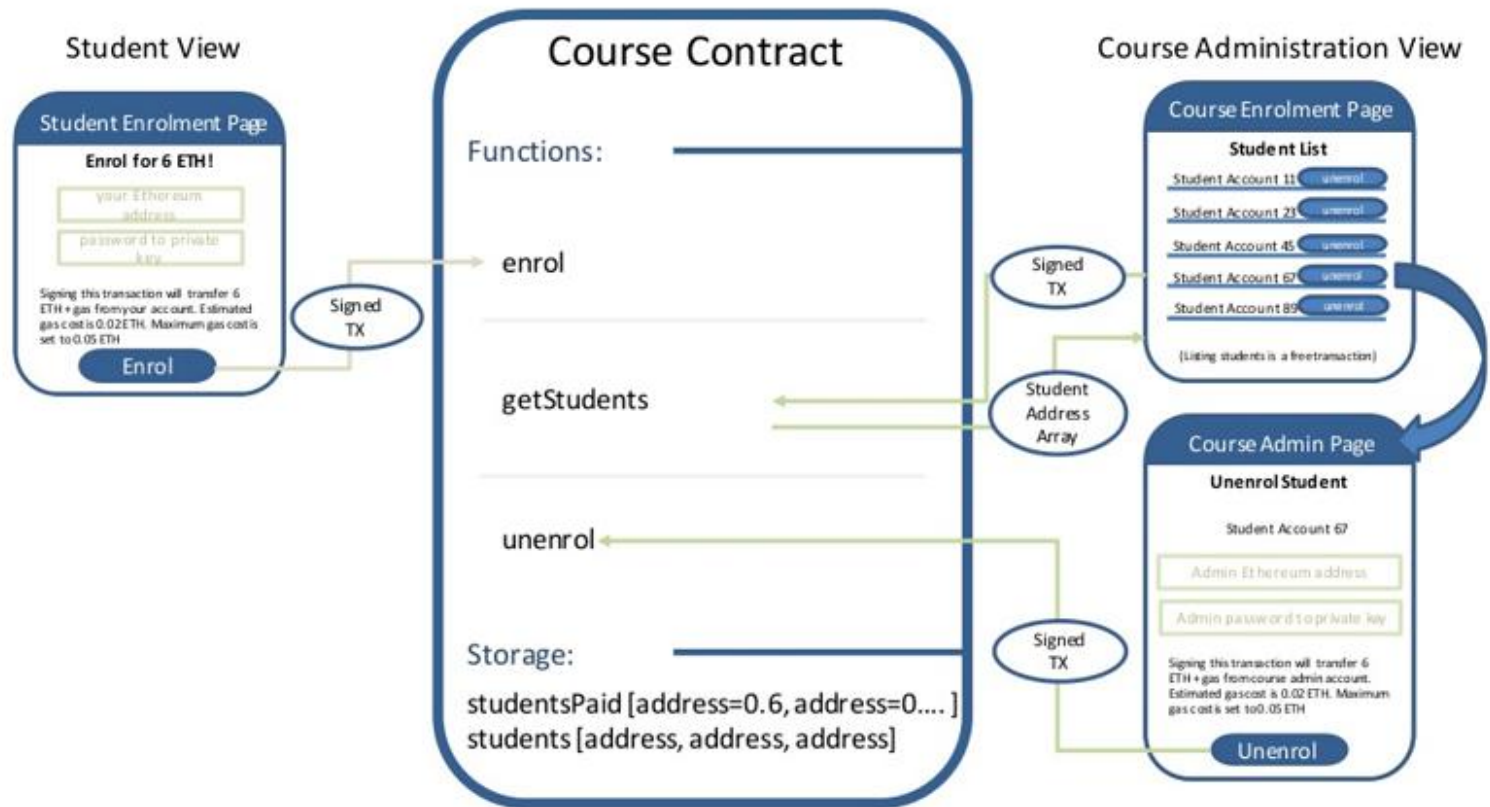 Student View
Student Enrolment Page
Enrol for 6 ETH!
your Ethereum
address
password to private
key
Signing this transaction will transfer 6
ETH + gas from your account. Estimated
gas cost is 0.02 ETH. Maximum gas cost is
set to 0.05 ETH
Enrol
Signed
TX
Course Contract
Functions:
enrol
getStudents
unenrol
Storage:
studentsPaid [address=0.6, address=0.... ]
students [address, address, address]
Signed
TX
Student
Address
Array
Signed
TX
Course Administration View
Course Enrolment Page
Student List
Student Account 11 unenrol
Student Account 23 unenrol
Student Account 45 unenrol
Student Account 67 unenrol
Student Account 89 unenrol
(Listing students is a free transaction)
Course Admin Page
Unenrol Student
Student Account 67
Admin Ethereum address
Admin password to private key
Signing this transaction will transfer 6
ETH + gas from course admin account.
Estimated gas cost is 0.02 ETH. Maximum
gas cost is set to 0.05 ETH
Unenrol